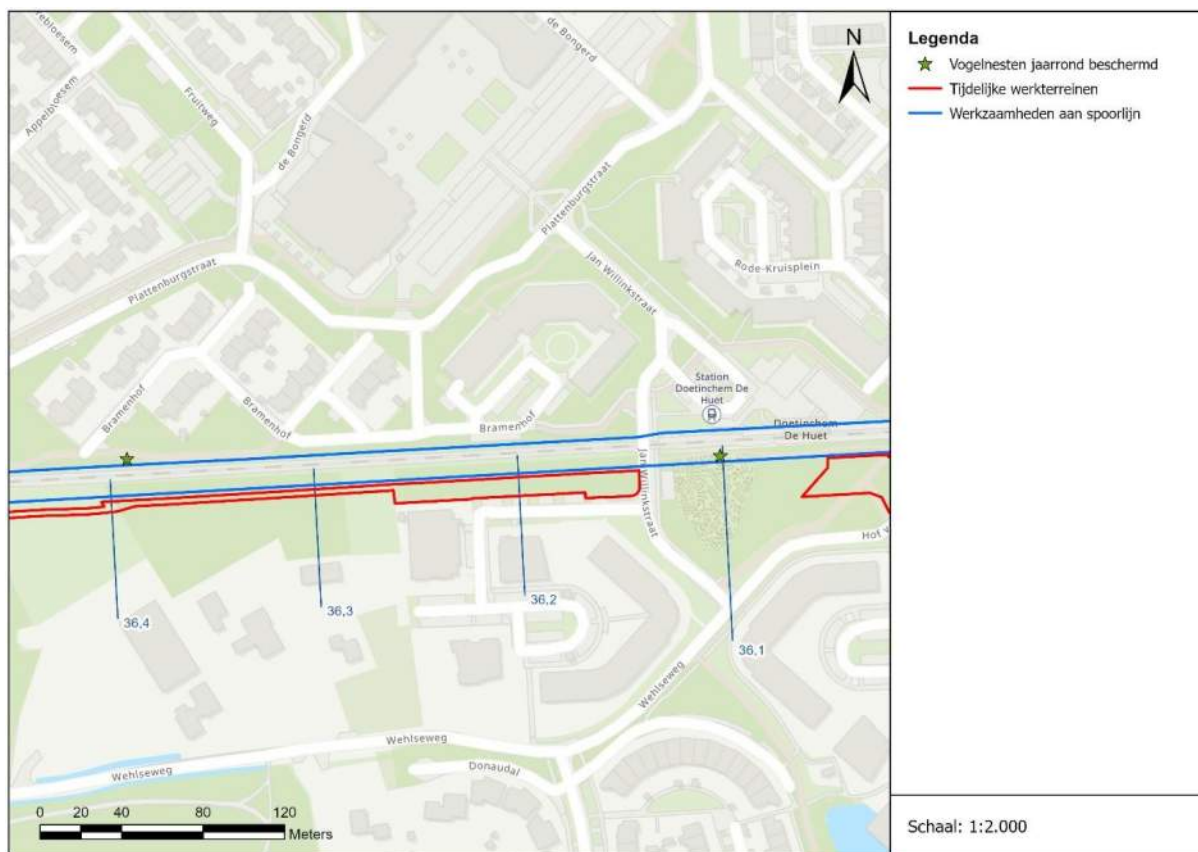 rebloesem
Appelbloesem
Fruitweg
de Bongerd
de Bongerd
Plattenburgstraat
Plattenburgstraat
Jan Willinkstraat
Rode-Kruisplein
Bramenhof
Bramenhof
Bramenhof
Station
Doetinchem De
Huet
Doetinchem
De Huet
Jan Willinkstraat
Hof
36,4
36,3
36,2
36,1
Wehlseweg
Wehlseweg
Wehlseweg
Donaudal
0 20 40 80 120
Meters
N
Legenda
Vogelnesten jaarrond beschermd
Tijdelijke werkterreinen
Werkzaamheden aan spoorlijn
Schaal: 1:2.000